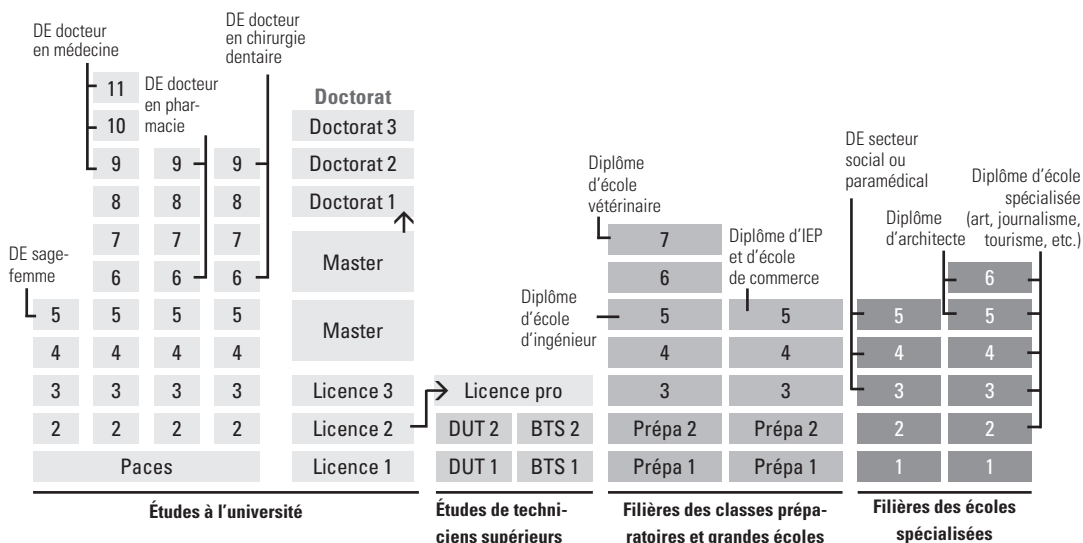 DE docteur
en médecine
DE docteur
en chirurgie
dentaire
11
DE docteur
en phar-
macie
10
Doctorat
Doctorat 3
9 9 9 Doctorat 2
8 8 8 Doctorat 1
7 7 7
DE sage-
femme
6 6 6
Master
5 5 5 5
4 4 4 4
Master
3 3 3 3 Licence 3
2 2 2 2 Licence 2
Paces Licence 1
Études à l'université
Licence pro
DUT 2 BTS 2
DUT 1 BTS 1
Études de techni-
ciens supérieurs
Diplôme
d'école
vétérinaire
7
Diplôme d'IEP
et d'école
de commerce
6
Diplôme
d'école
d'ingénieur
5 5
4 4
3 3
Prépa 2 Prépa 2
Prépa 1 Prépa 1
Filières des classes prépa-
ratoires et grandes écoles
DE secteur
social ou
paramédical
Diplôme d'école
spécialisée
(art, journalisme,
tourisme, etc.)
Diplôme
d'architecte
6
5 5
4 4
3 3
2 2
1 1
Filières des écoles
spécialisées